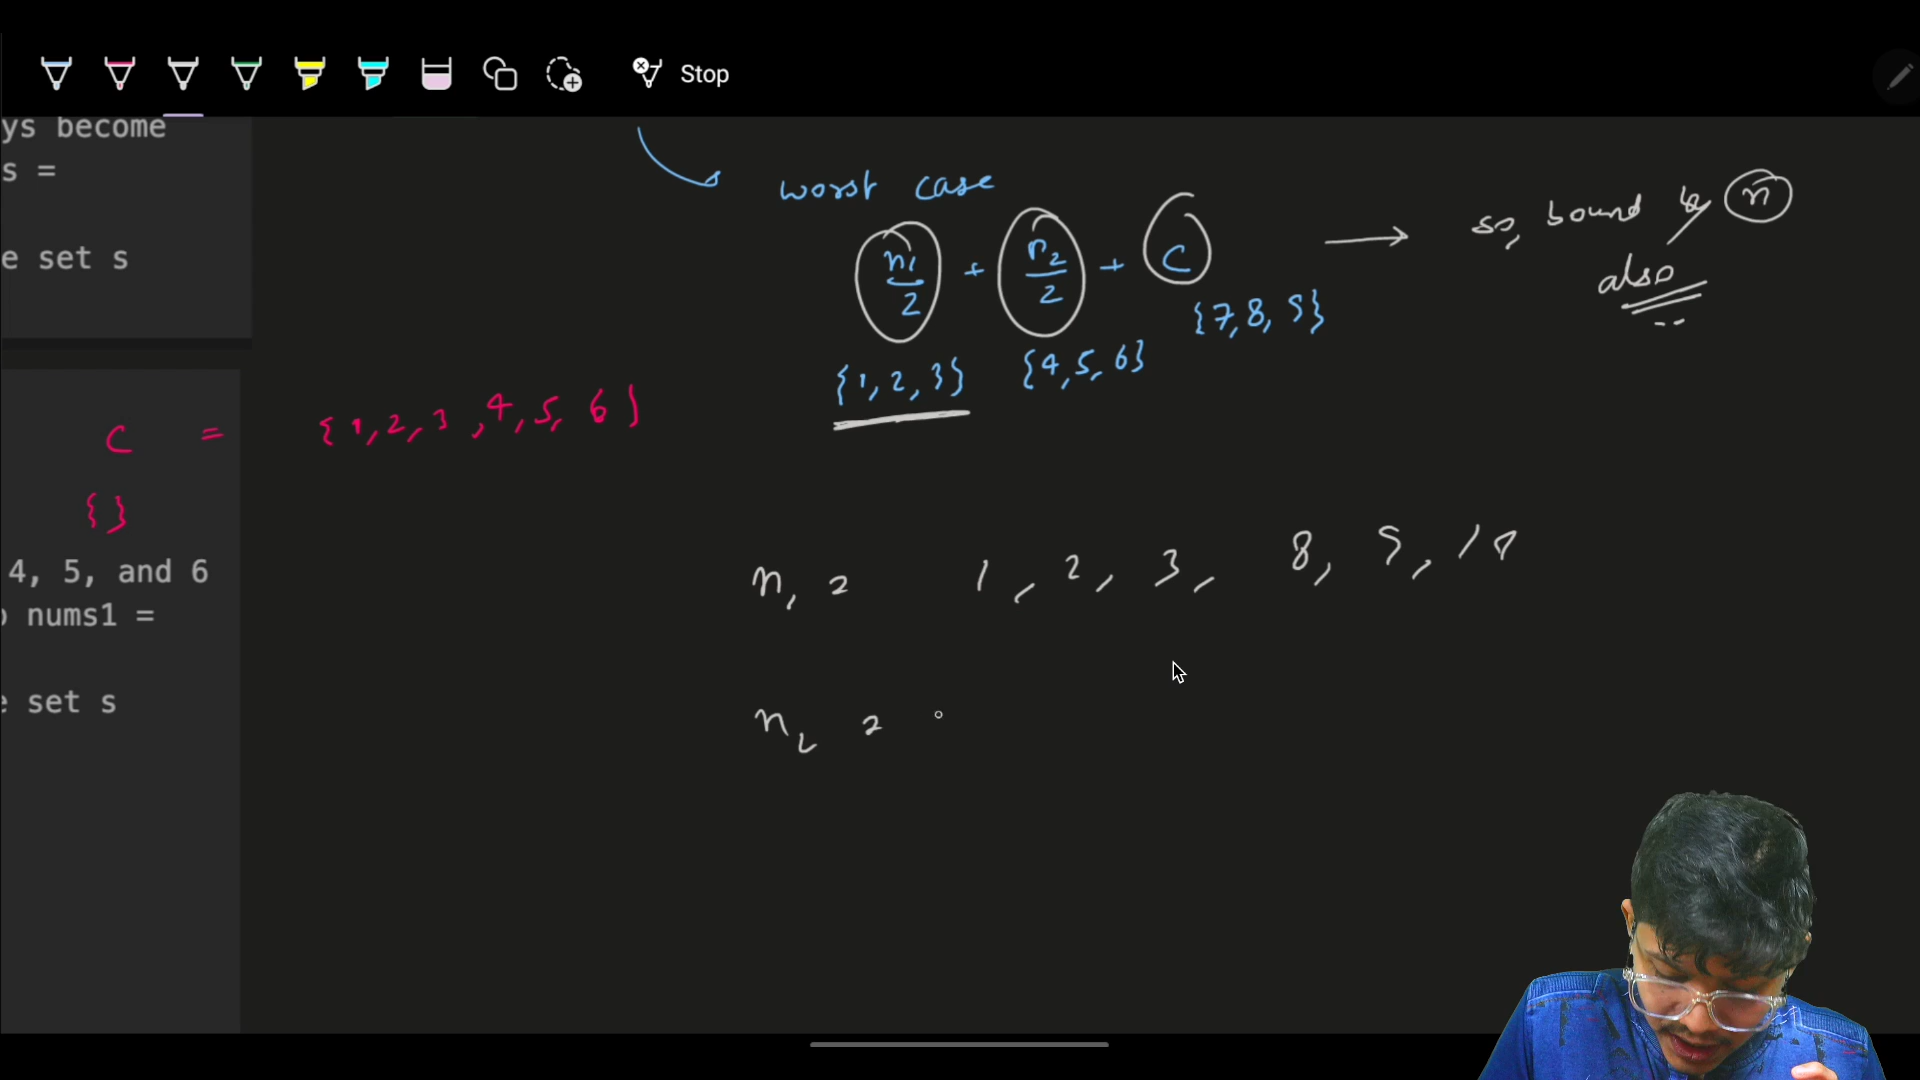 Stop
ys become
s =
e set s
worst case
n1/2 + n2/2 + C → so, bound by n
also
{1, 2, 3} {4, 5, 6} {7, 8, 9}
C = {1, 2, 3, 4, 5, 6}
{}
4, 5, and 6
nums1 =
set s
n1 = 1, 2, 3, 8, 9, 10
n2 =